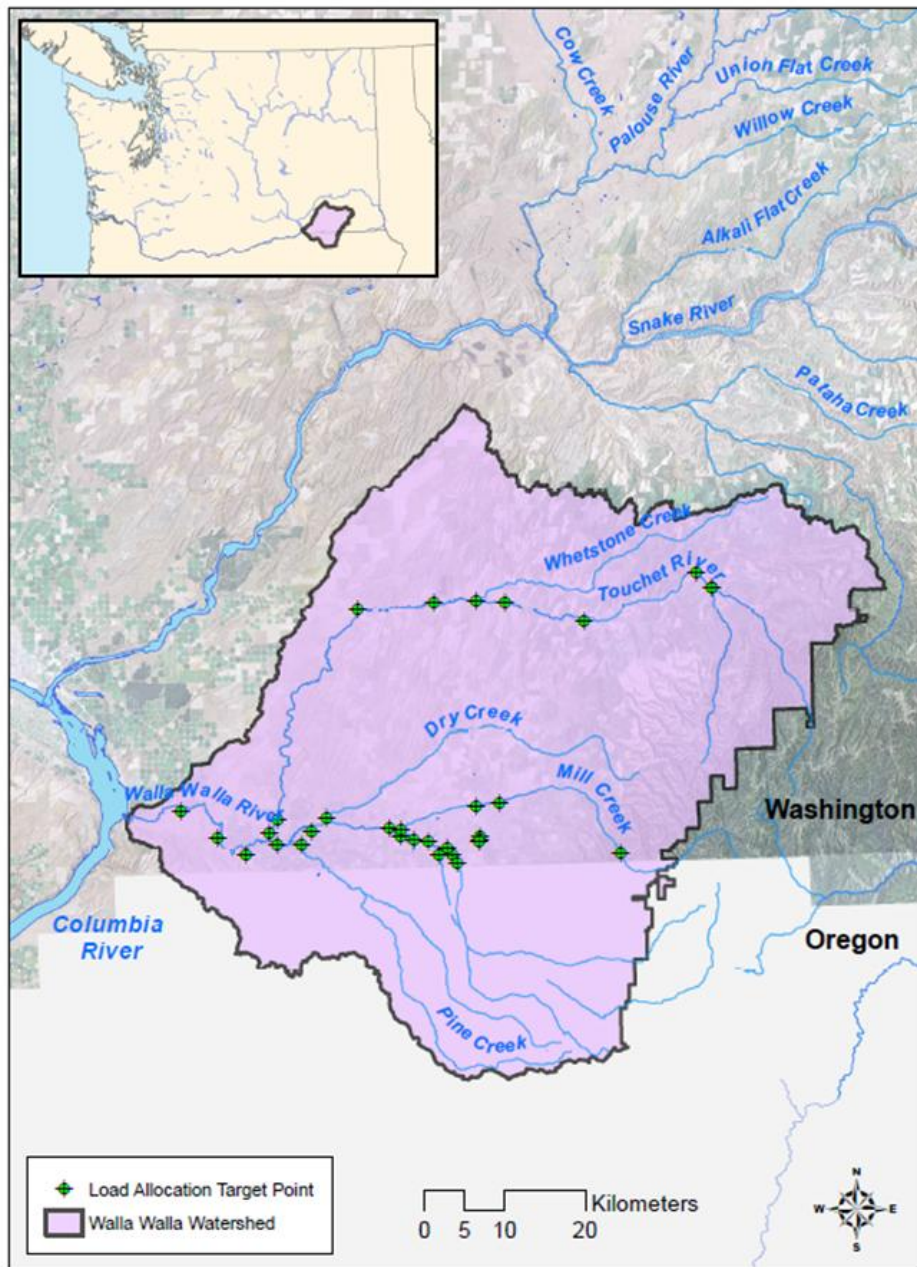 Cow Creek
Palouse River
Union Flat Creek
Willow Creek
Alkali Flat Creek
Snake River
Pataha Creek
Whetstone Creek
Touchet River
Dry Creek
Mill Creek
Walla Walla River
Washington
Columbia
River
Oregon
Pine Creek
Load Allocation Target Point
Walla Walla Watershed
Kilometers
0 5 10 20
N
W E
S